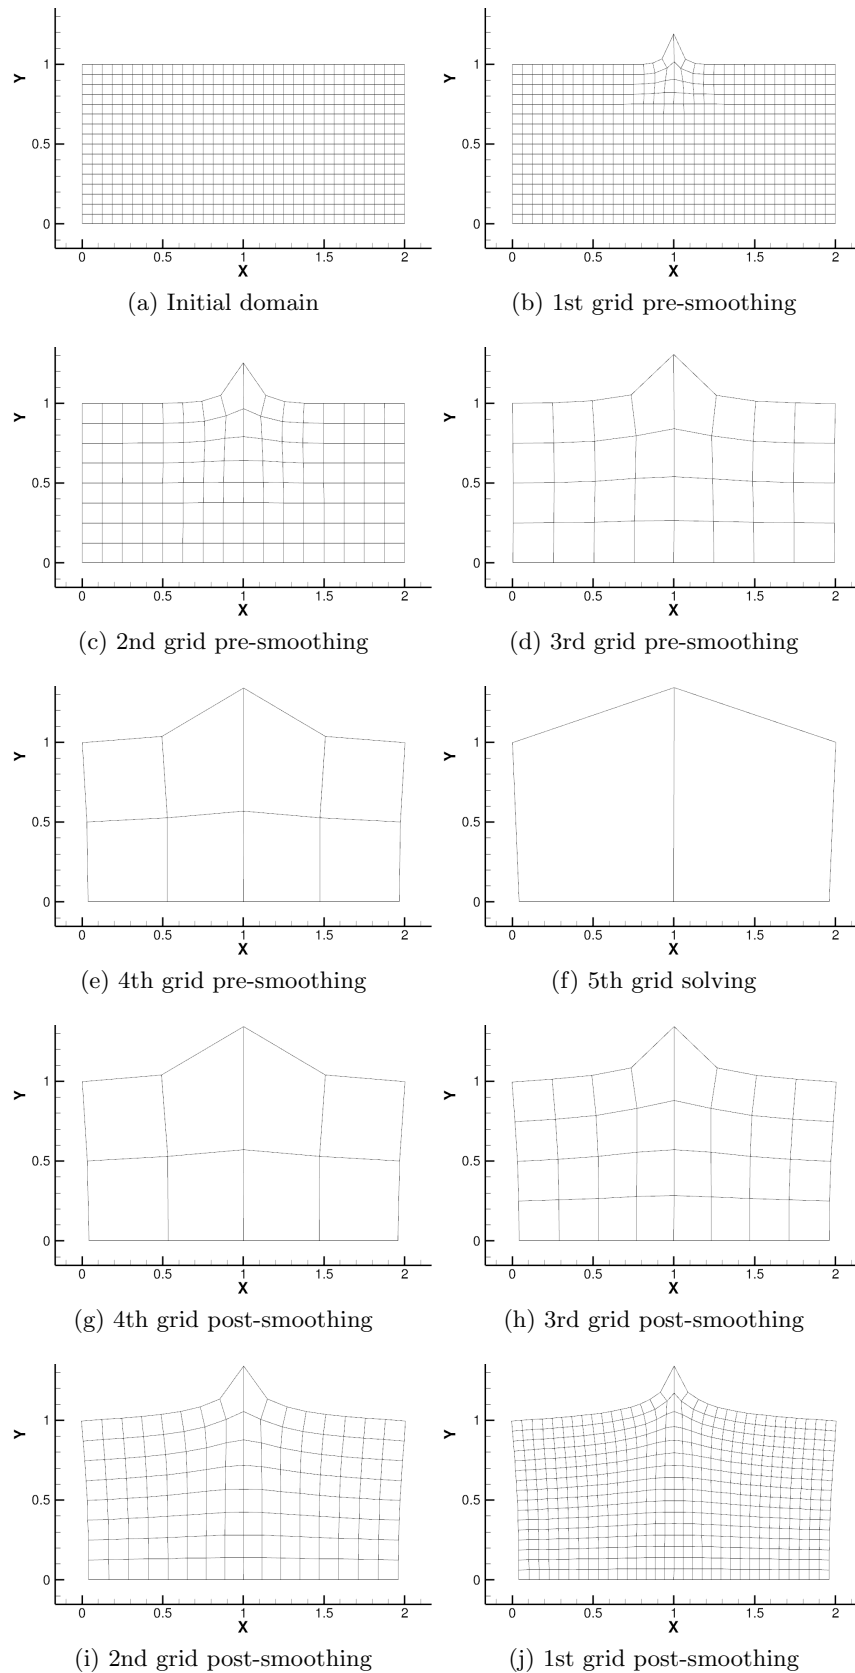 Y
1
0.5
0
0 0.5 1 1.5 2
X
(a) Initial domain
Y
1
0.5
0
0 0.5 1 1.5 2
X
(b) 1st grid pre-smoothing
Y
1
0.5
0
0 0.5 1 1.5 2
X
(c) 2nd grid pre-smoothing
Y
1
0.5
0
0 0.5 1 1.5 2
X
(d) 3rd grid pre-smoothing
Y
1
0.5
0
0 0.5 1 1.5 2
X
(e) 4th grid pre-smoothing
Y
1
0.5
0
0 0.5 1 1.5 2
X
(f) 5th grid solving
Y
1
0.5
0
0 0.5 1 1.5 2
X
(g) 4th grid post-smoothing
Y
1
0.5
0
0 0.5 1 1.5 2
X
(h) 3rd grid post-smoothing
Y
1
0.5
0
0 0.5 1 1.5 2
X
(i) 2nd grid post-smoothing
Y
1
0.5
0
0 0.5 1 1.5 2
X
(j) 1st grid post-smoothing